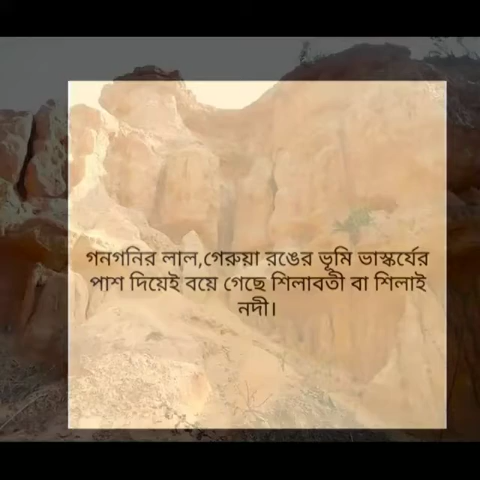 গনগনির লাল,গেরুয়া রঙের ভূমি ভাস্কর্যের
পাশ দিয়েই বয়ে গেছে শিলাবতী বা শিলাই
নদী।